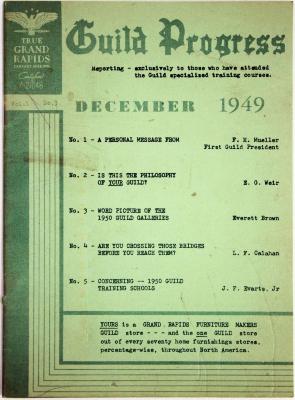 TRUE
GRAND
RAPIDS
Guild Progress
Reporting - exclusively to those who have attended
the Guild specialized training courses.
DECEMBER 1949
No. 1 - A PERSONAL MESSAGE FROM F. H. Mueller
First Guild President
No. 2 - IS THIS THE PHILOSOPHY
OF YOUR GUILD? E. G. Weir
No. 3 - WORD PICTURE OF THE
1950 GUILD GALLERIES Everett Brown
No. 4 - ARE YOU CROSSING THOSE BRIDGES
BEFORE YOU REACH THEM? L. F. Calahan
No. 5 - CONCERNING -- 1950 GUILD
TRAINING SCHOOLS J. F. Evarts, Jr
YOURS is a GRAND RAPIDS FURNITURE MAKERS
GUILD store - - - and the one GUILD store
out of every seventy home furnishings stores,
percentage-wise, throughout North America.